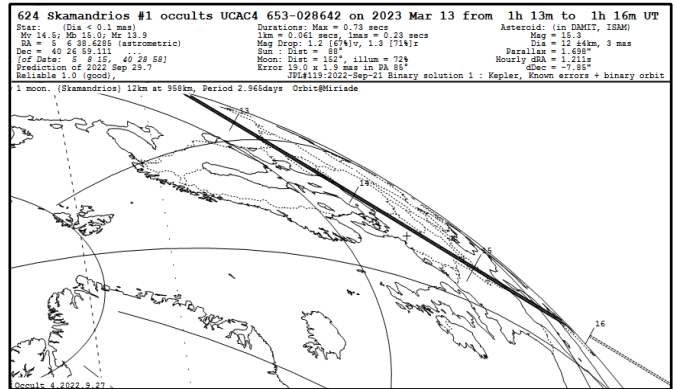 624 Skamandrios #1 occults UCAC4 653-028642 on 2023 Mar 13 from 1h 13m to 1h 16m UT
Star: (Dia < 0.1 mas)
Mv 14.5; Mb 15.0; Mr 13.9
RA = 5 6 38.6285 (astrometric)
Dec = 40 26 59.111 ...
[of Date: 5 8 15, 40 28 58]
Prediction of 2022 Sep 29.7
Reliable 1.0 (good),
Durations: Max = 0.73 secs
1km = 0.061 secs, 1mas = 0.23 secs
Mag Drop: 1.2 [67%]v, 1.3 [71%]r
Sun : Dist = 88°
Moon: Dist = 152°, illum = 72%
Error 19.0 x 1.9 mas in PA 85°
Asteroid: (in DAMIT, ISAM)
Mag = 15.3
Dia = 12 ±4km, 3 mas
Parallax = 1.698"
Hourly dRA = 1.211s
dDec = -7.85"
JPL#119:2022-Sep-21 Binary solution 1 : Kepler, Known errors + binary orbit
1 moon. {Skamandrios} 12km at 958km, Period 2.965days Orbit@Miriade
13
14
15
16
Occult 4.2022.9.27